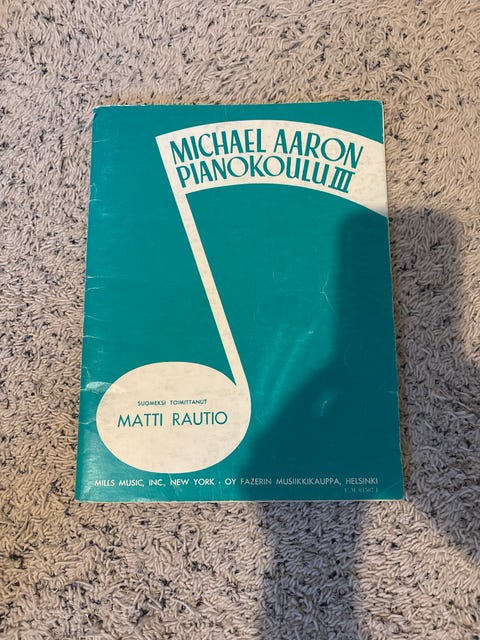 MICHAEL AARON
PIANOKOULU III
SUOMEKSI TOIMITTANUT
MATTI RAUTIO
MILLS MUSIC, INC., NEW YORK - OY FAZERIN MUSIIKKIKAUPPA, HELSINKI